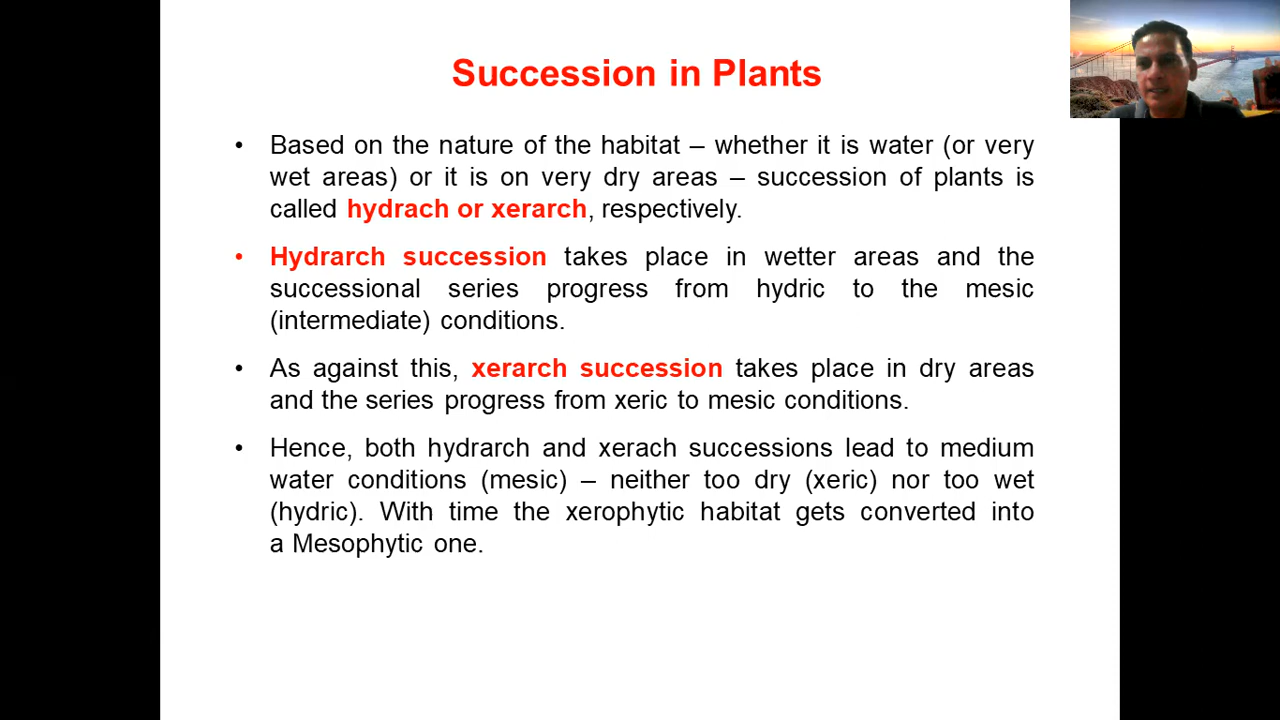 Succession in Plants
• Based on the nature of the habitat – whether it is water (or very
wet areas) or it is on very dry areas – succession of plants is
called hydrach or xerarch, respectively.
• Hydrarch succession takes place in wetter areas and the
successional series progress from hydric to the mesic
(intermediate) conditions.
• As against this, xerarch succession takes place in dry areas
and the series progress from xeric to mesic conditions.
• Hence, both hydrarch and xerach successions lead to medium
water conditions (mesic) – neither too dry (xeric) nor too wet
(hydric). With time the xerophytic habitat gets converted into
a Mesophytic one.